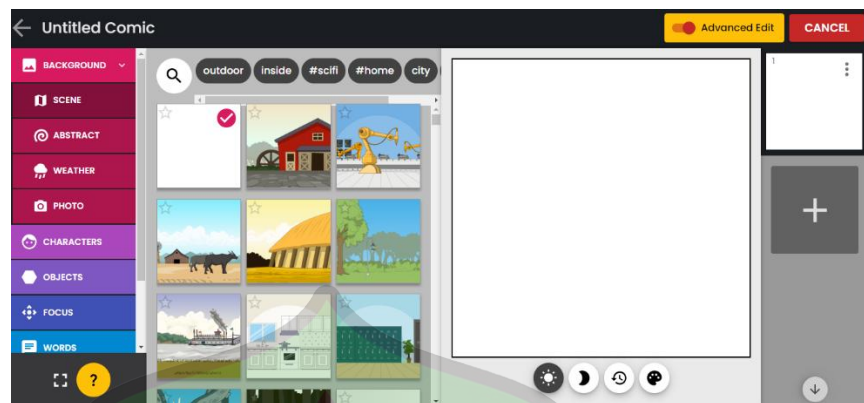 Untitled Comic
Advanced Edit
CANCEL
BACKGROUND
SCENE
ABSTRACT
WEATHER
PHOTO
CHARACTERS
OBJECTS
FOCUS
WORDS
?
outdoor
inside
#scifi
#home
city
1